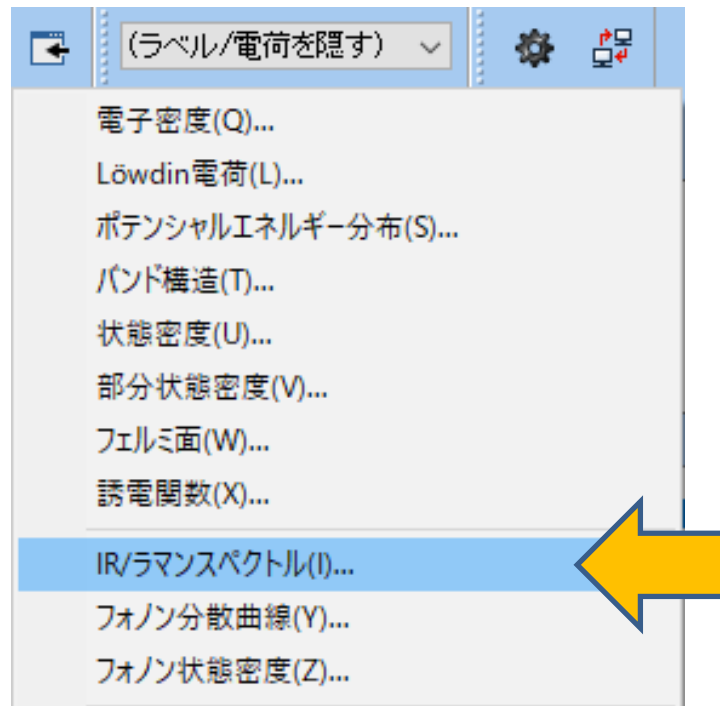 (ラベル/電荷を隠す)
電子密度(Q)...
Löwdin電荷(L)...
ポテンシャルエネルギー分布(S)...
バンド構造(T)...
状態密度(U)...
部分状態密度(V)...
フェルミ面(W)...
誘電関数(X)...
IR/ラマンスペクトル(I)...
フォノン分散曲線(Y)...
フォノン状態密度(Z)...